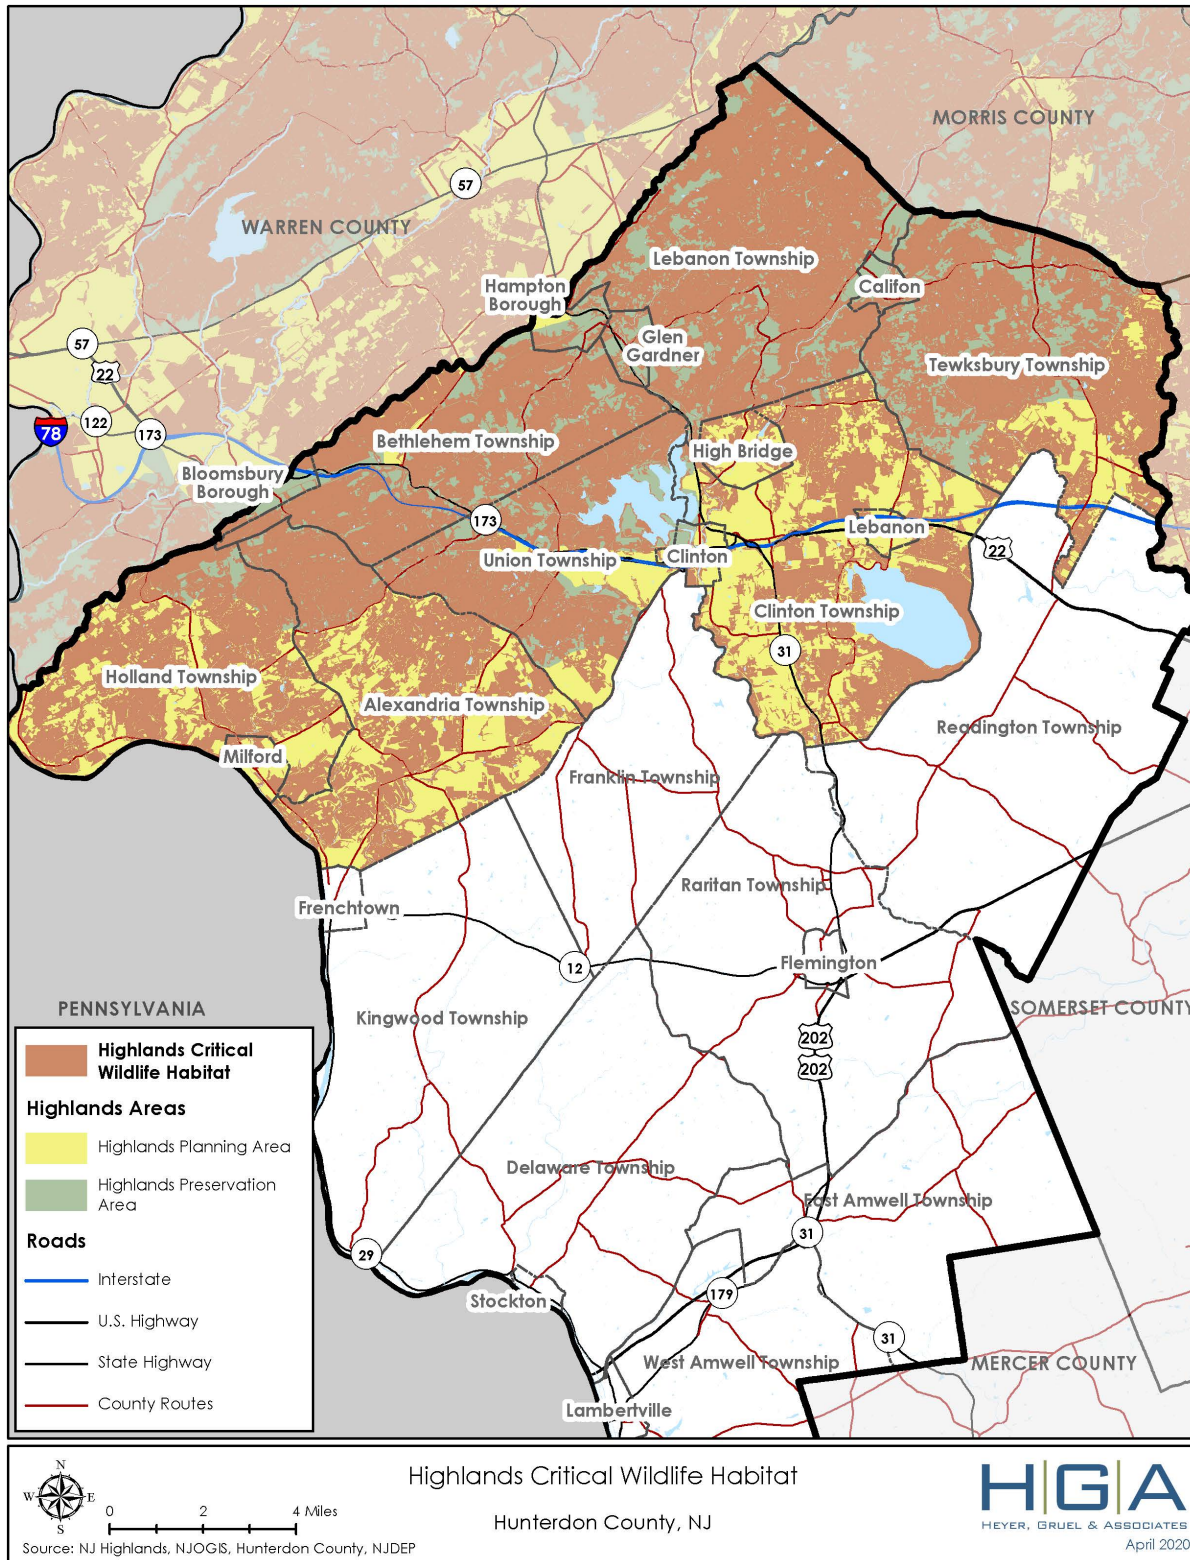 MORRIS COUNTY
57
WARREN COUNTY
Lebanon Township
Hampton
Borough
Califon
Glen
Gardner
57
22
Tewksbury Township
122
173
78
Bethlehem Township
High Bridge
Bloomsbury
Borough
173
Lebanon
22
Union Township
Clinton
Clinton Township
31
Holland Township
Alexandria Township
Readington Township
Milford
Franklin Township
Raritan Township
Frenchtown
12
Flemington
PENNSYLVANIA
SOMERSET COUNTY
Kingwood Township
202
202
Delaware Township
East Amwell Township
31
29
179
Stockton
31
West Amwell Township
MERCER COUNTY
Lambertville
Highlands Critical
Wildlife Habitat
Highlands Areas
Highlands Planning Area
Highlands Preservation
Area
Roads
Interstate
U.S. Highway
State Highway
County Routes
N
W E
S
0 2 4 Miles
Source: NJ Highlands, NJOGIS, Hunterdon County, NJDEP
Highlands Critical Wildlife Habitat
Hunterdon County, NJ
H|G|A
HEYER, GRUEL & ASSOCIATES
April 2020